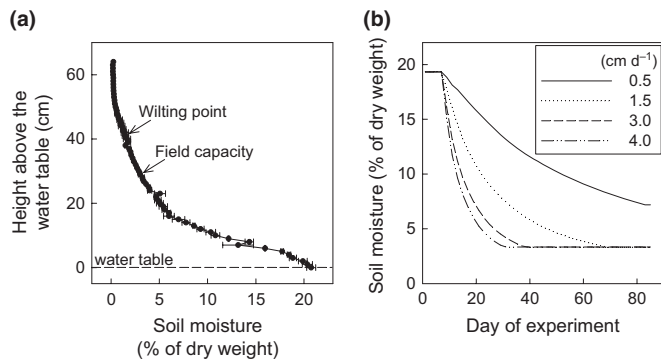 (a)
Height above the
water table (cm)
60
40
20
0
Wilting point
Field capacity
water table
0
5
10
15
20
Soil moisture
(% of dry weight)
(b)
Soil moisture (% of dry weight)
20
15
10
5
0
(cm d⁻¹)
0.5
1.5
3.0
4.0
0
20
40
60
80
Day of experiment